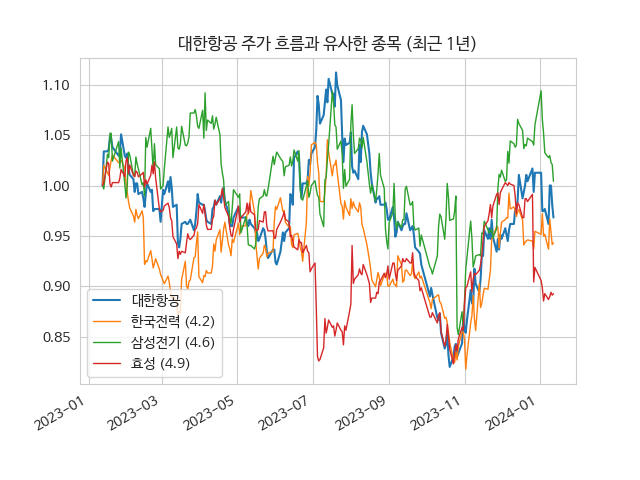 대한항공 주가 흐름과 유사한 종목 (최근 1년)
1.10
1.05
1.00
0.95
0.90
0.85
대한항공
한국전력 (4.2)
삼성전기 (4.6)
효성 (4.9)
2023-01
2023-03
2023-05
2023-07
2023-09
2023-11
2024-01